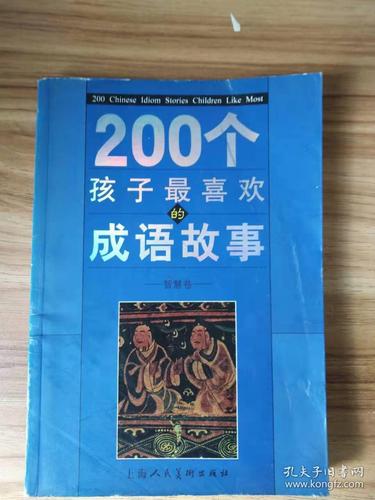 200 Chinese Idiom Stories Children Like Most
200个
孩子最喜欢
的
成语故事
智慧卷
上海人民美术出版社
孔夫子旧书网
www.kongfz.com